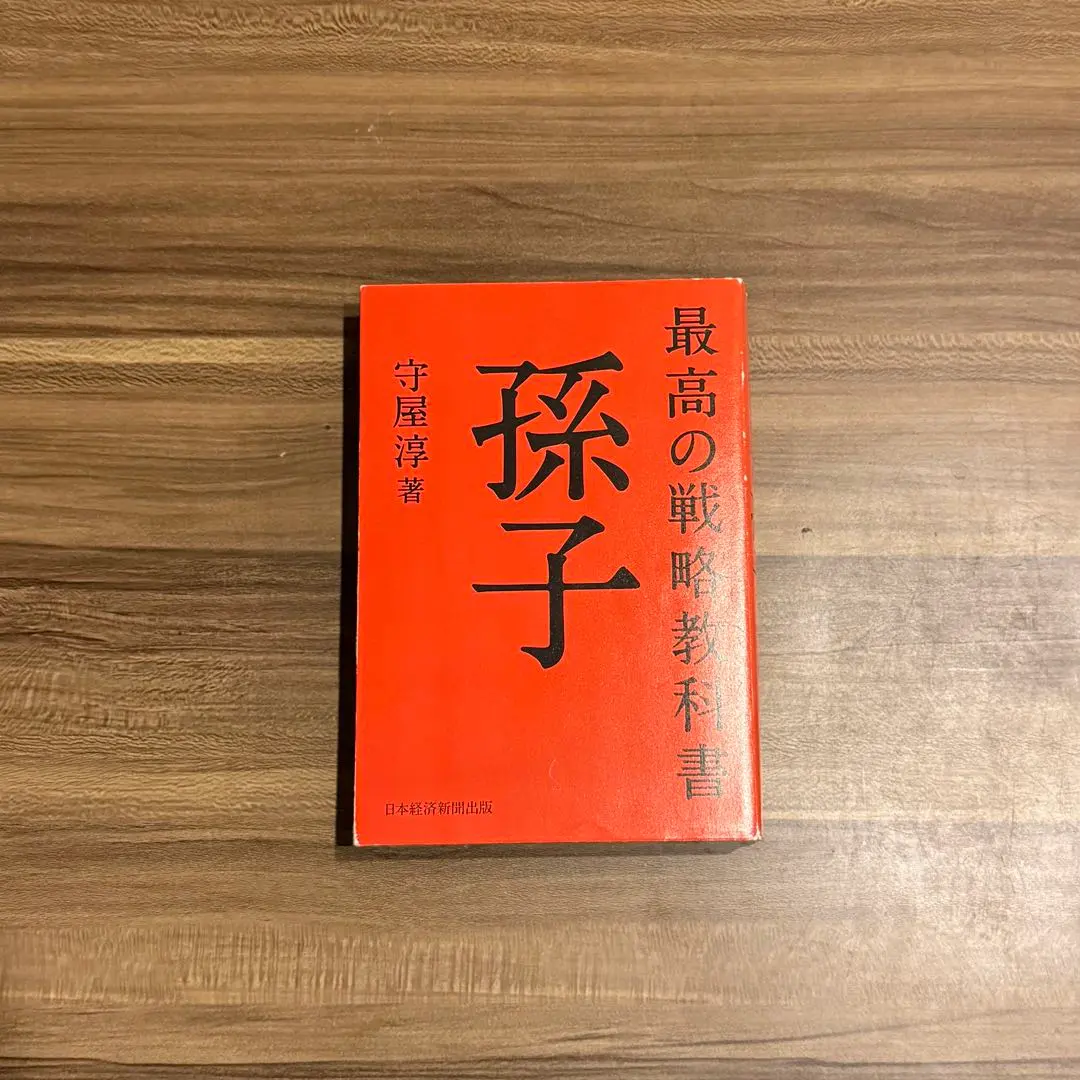 最高の戦略教科書
孫子
守屋淳 著
日本経済新聞出版